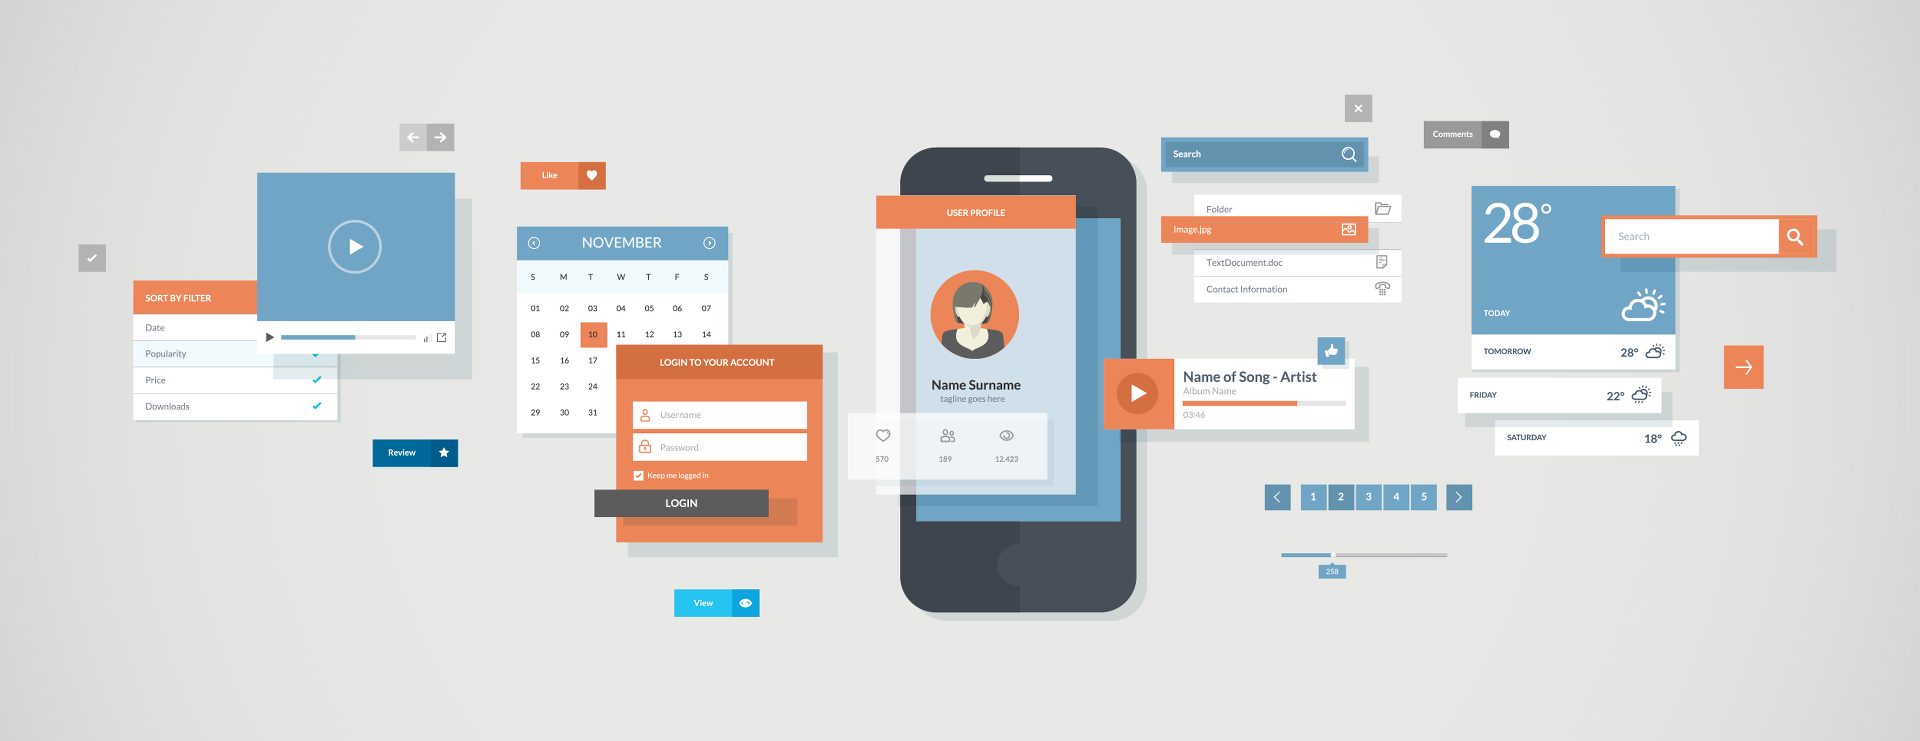 SORT BY FILTER
Date
Popularity
Price
Downloads
Review
Like
NOVEMBER
S M T W T F S
01 02 03 04 05 06 07
08 09 10 11 12 13 14
15 16 17
22 23 24
29 30 31
LOGIN TO YOUR ACCOUNT
Username
Password
Keep me logged in
LOGIN
View
USER PROFILE
Name Surname
tagline goes here
570 189 12.423
Search
Folder
Image.jpg
TextDocument.doc
Contact Information
Name of Song - Artist
Album Name
03:46
1 2 3 4 5
258
Comments
28°
Search
TODAY
TOMORROW 28°
FRIDAY 22°
SATURDAY 18°